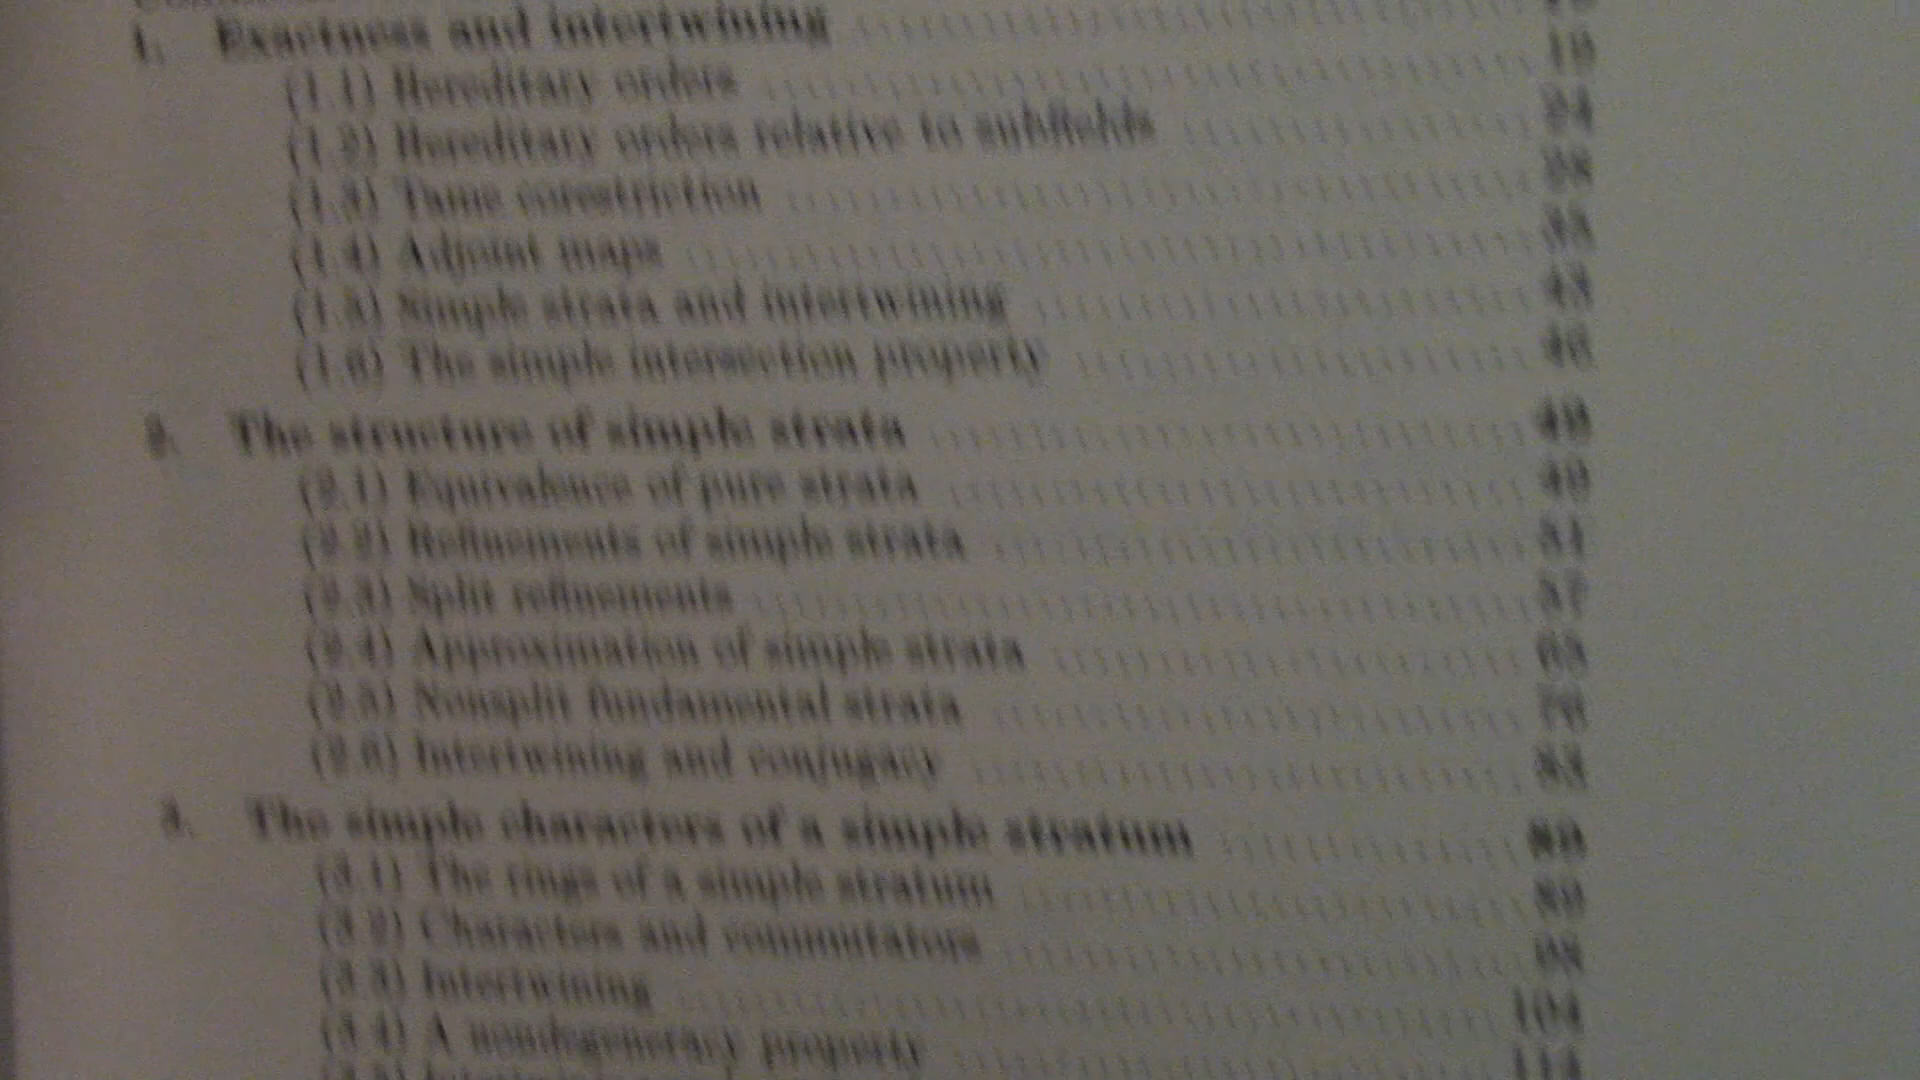 1. Exactness and intertwining
(1.1) Hereditary orders 19
(1.2) Hereditary orders relative to subfields 24
(1.3) Tame corestriction 28
(1.4) Adjoint maps
(1.5) Simple strata and intertwining 43
(1.6) The simple intersection property 46
2. The structure of simple strata 49
(2.1) Equivalence of pure strata 49
(2.2) Refinements of simple strata
(2.3) Split refinements 57
(2.4) Approximation of simple strata
(2.5) Nonsplit fundamental strata
(2.6) Intertwining and conjugacy
3. The simple characters of a simple stratum 89
(3.1) The rings of a simple stratum 89
(3.2) Characters and commutators 98
(3.3) Intertwining 104
(3.4) A nondegeneracy property